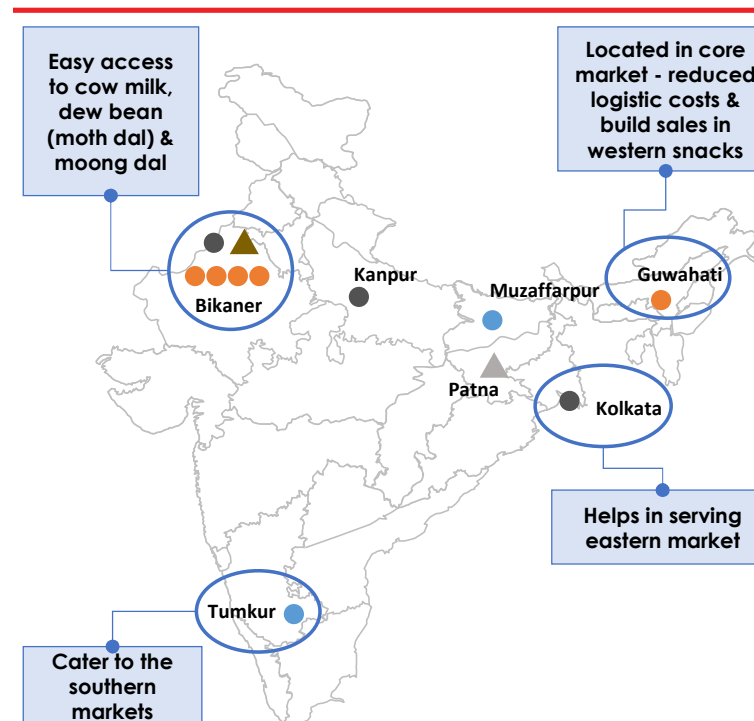 Easy access
to cow milk,
dew bean
(moth dal) &
moong dal
Located in core
market - reduced
logistic costs &
build sales in
western snacks
Bikaner
Kanpur
Muzaffarpur
Guwahati
Patna
Kolkata
Helps in serving
eastern market
Tumkur
Cater to the
southern
markets